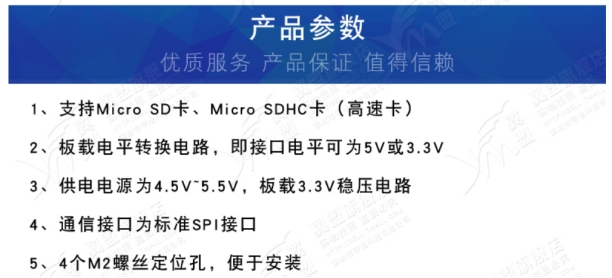 产品参数
优质服务 产品保证 值得信赖
1、支持Micro SD卡、Micro SDHC卡（高速卡）
2、板载电平转换电路，即接口电平可为5V或3.3V
3、供电电源为4.5V~5.5V，板载3.3V稳压电路
4、通信接口为标准SPI接口
5、4个M2螺丝定位孔，便于安装